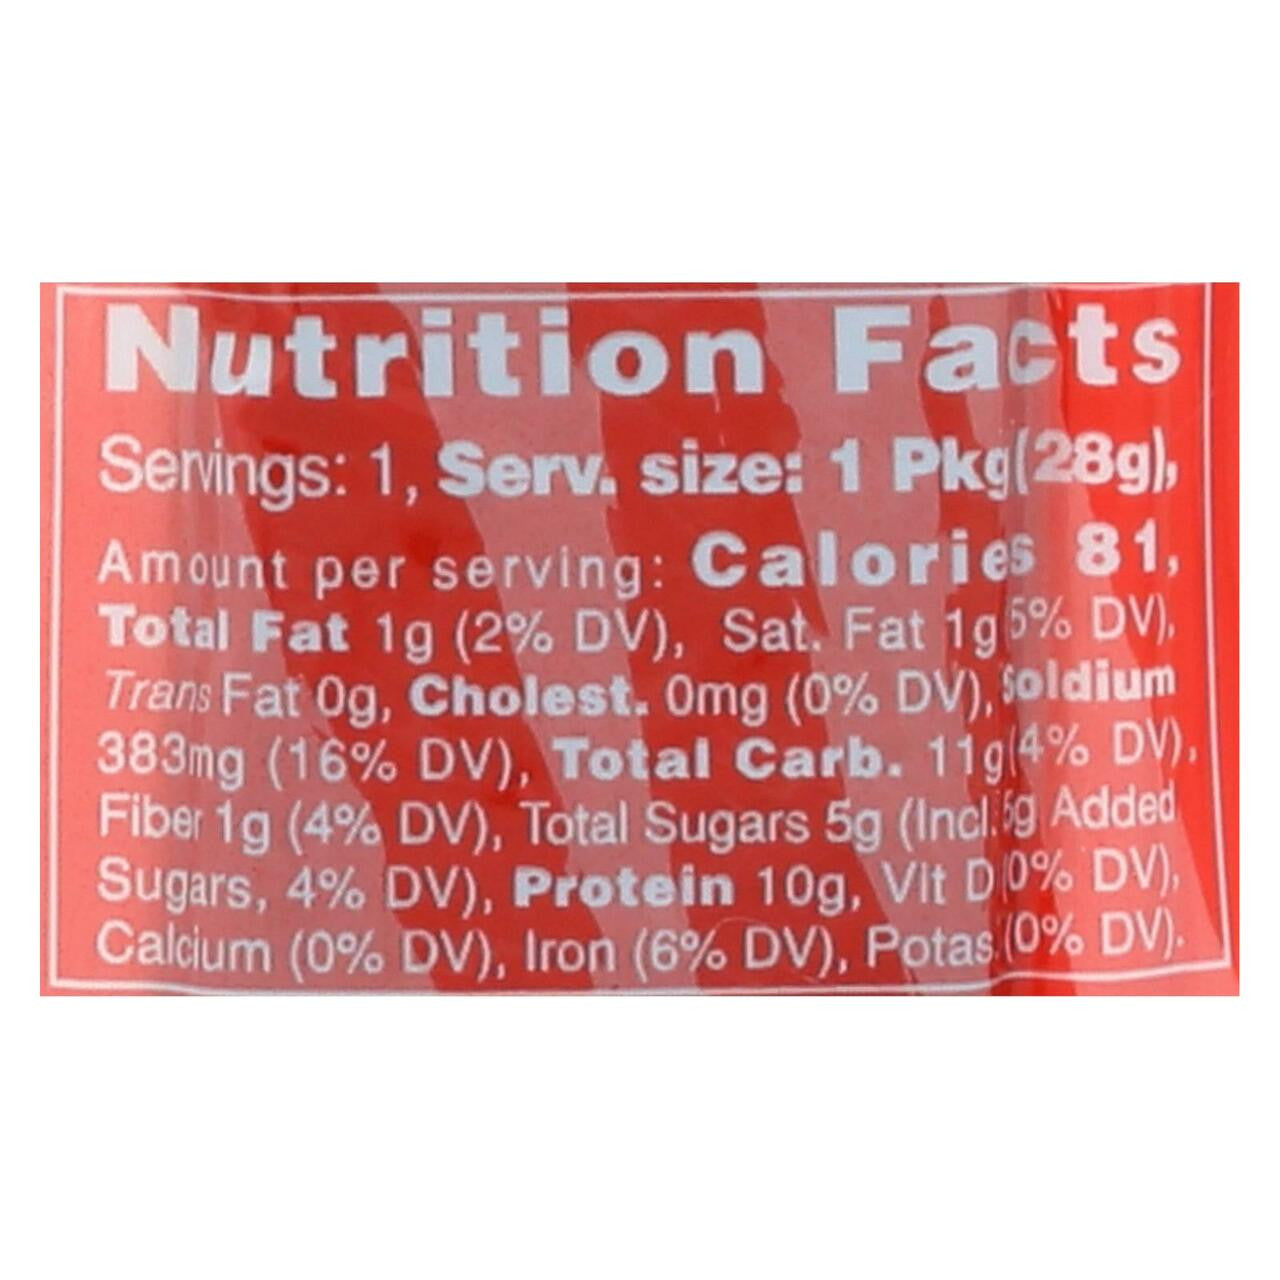 Nutrition Facts
Servings: 1, Serv. size: 1 Pkg(28g),
Amount per serving: Calories 81,
Total Fat 1g (2% DV), Sat. Fat 1g 5% DV),
Trans Fat 0g, Cholest. 0mg (0% DV), Soldium
383mg (16% DV), Total Carb. 11g(4% DV),
Fiber 1g (4% DV), Total Sugars 5g (Incl. 5g Added
Sugars, 4% DV), Protein 10g, Vit D (0% DV),
Calcium (0% DV), Iron (6% DV), Potas. (0% DV).